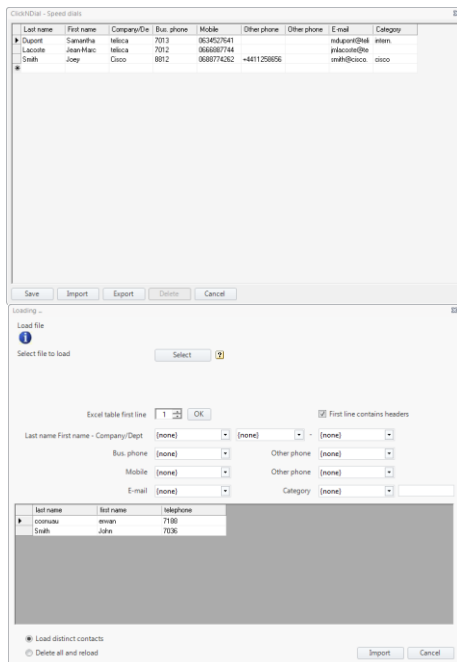 ClickNDial - Speed dials
Last name First name Company/De Bus. phone Mobile Other phone Other phone E-mail Category
Dupont Samantha telisca 7013 0634527641 mdupont@teli intern.
Lacoste Jean-Marc telisca 7012 0666887744 jmlacoste@te
Smith Joey Cisco 8812 0688774262 +4411258656 smith@cisco. cisco
Save Import Export Delete Cancel
Loading ..
Load file
Select file to load Select ?
Excel table first line 1 OK First line contains headers
Last name First name - Company/Dept {none} {none} - {none}
Bus. phone {none} Other phone {none}
Mobile {none} Other phone {none}
E-mail {none} Category {none}
last name first name telephone
coonuau erwan 7188
Smith John 7036
Load distinct contacts
Delete all and reload Import Cancel